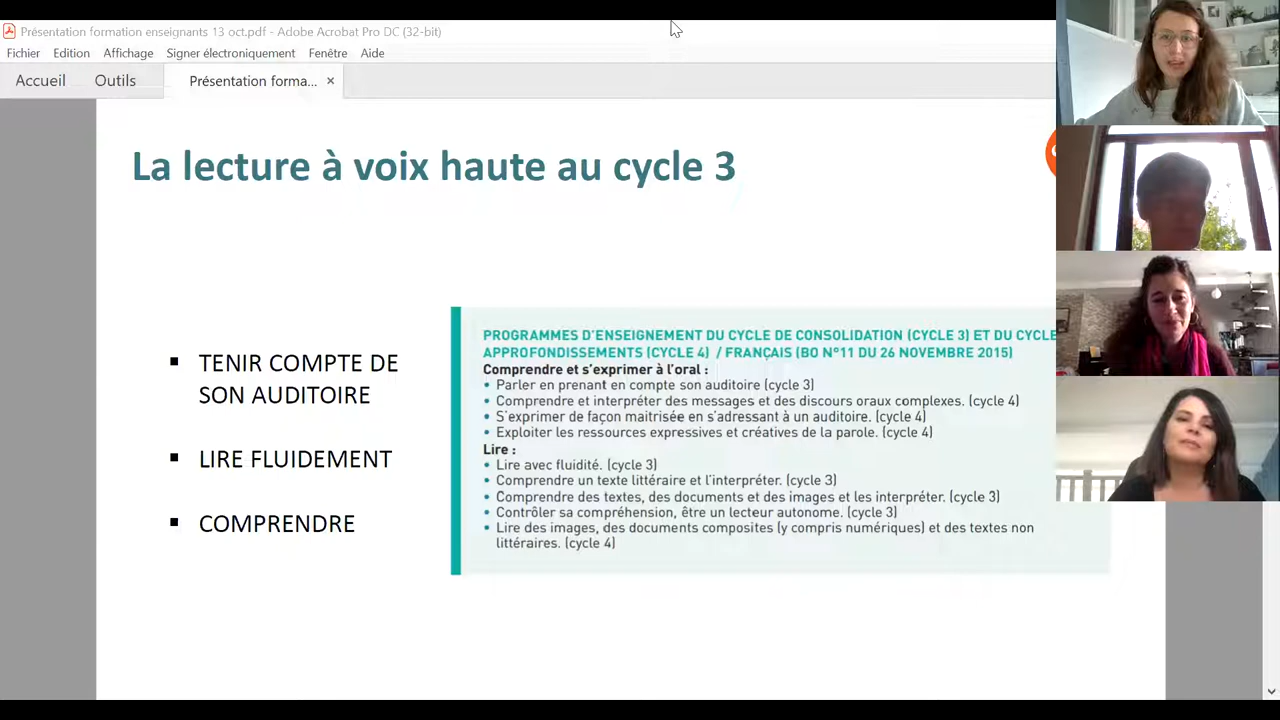 Présentation formation enseignants 13 oct.pdf - Adobe Acrobat Pro DC (32-bit)
Fichier Edition Affichage Signer électroniquement Fenêtre Aide
Accueil Outils Présentation forma... ×
La lecture à voix haute au cycle 3
▪ TENIR COMPTE DE
SON AUDITOIRE
▪ LIRE FLUIDEMENT
▪ COMPRENDRE
PROGRAMMES D'ENSEIGNEMENT DU CYCLE DE CONSOLIDATION (CYCLE 3) ET DU CYCLE
APPROFONDISSEMENTS (CYCLE 4) / FRANÇAIS (BO N°11 DU 26 NOVEMBRE 2015)
Comprendre et s'exprimer à l'oral :
• Parler en prenant en compte son auditoire (cycle 3)
• Comprendre et interpréter des messages et des discours oraux complexes. (cycle 4)
• S'exprimer de façon maitrisée en s'adressant à un auditoire. (cycle 4)
• Exploiter les ressources expressives et créatives de la parole. (cycle 4)
Lire :
• Lire avec fluidité. (cycle 3)
• Comprendre un texte littéraire et l'interpréter. (cycle 3)
• Comprendre des textes, des documents et des images et les interpréter. (cycle 3)
• Contrôler sa compréhension, être un lecteur autonome. (cycle 3)
• Lire des images, des documents composites (y compris numériques) et des textes non
littéraires. (cycle 4)